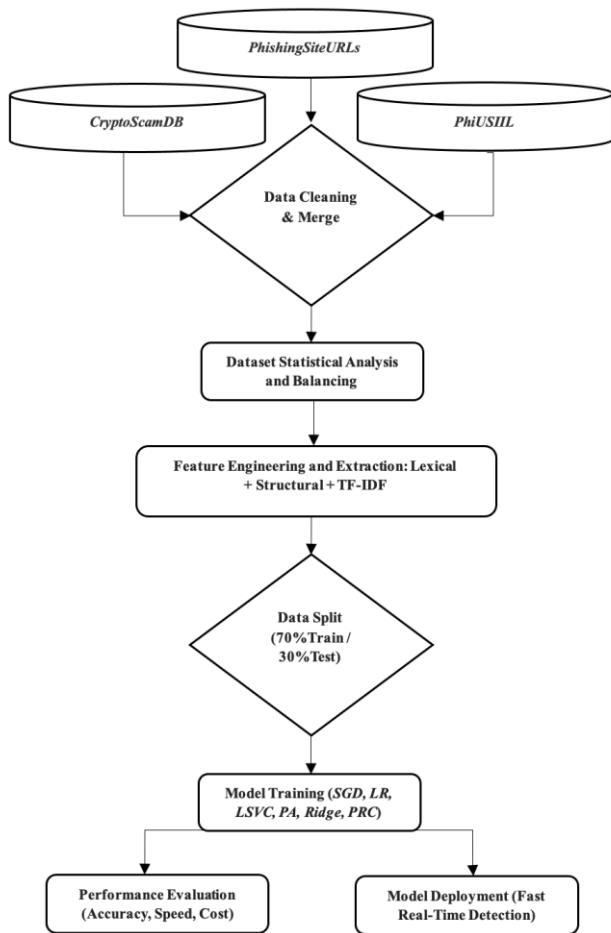 PhishingSiteURLs
CryptoScamDB
PhiUSIIL
Data Cleaning
& Merge
Dataset Statistical Analysis
and Balancing
Feature Engineering and Extraction: Lexical
+ Structural + TF-IDF
Data Split
(70%Train /
30%Test)
Model Training (SGD, LR,
LSVC, PA, Ridge, PRC)
Performance Evaluation
(Accuracy, Speed, Cost)
Model Deployment (Fast
Real-Time Detection)